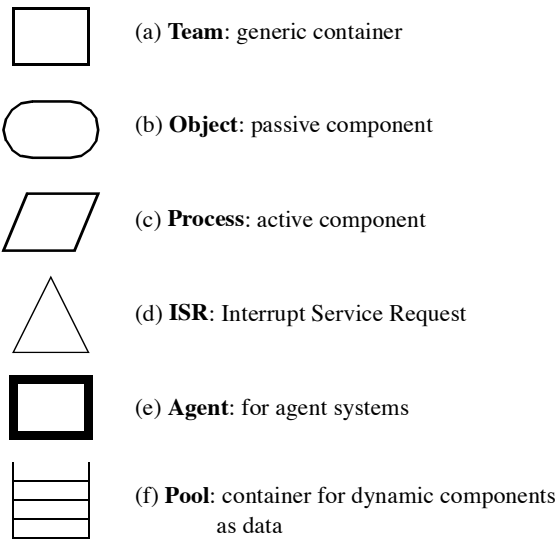 (a) Team: generic container
(b) Object: passive component
(c) Process: active component
(d) ISR: Interrupt Service Request
(e) Agent: for agent systems
(f) Pool: container for dynamic components
as data